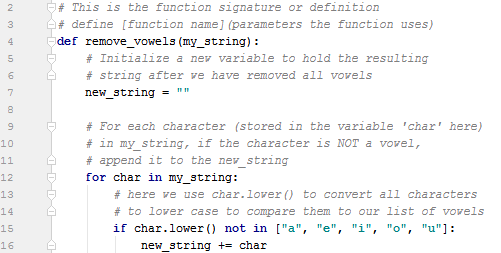 2 # This is the function signature or definition
3 # define [function name](parameters the function uses)
4 def remove_vowels(my_string):
5 # Initialize a new variable to hold the resulting
6 # string after we have removed all vowels
7 new_string = ""
8
9 # For each character (stored in the variable 'char' here)
10 # in my_string, if the character is NOT a vowel,
11 # append it to the new_string
12 for char in my_string:
13 # here we use char.lower() to convert all characters
14 # to lower case to compare them to our list of vowels
15 if char.lower() not in ["a", "e", "i", "o", "u"]:
16 new_string += char